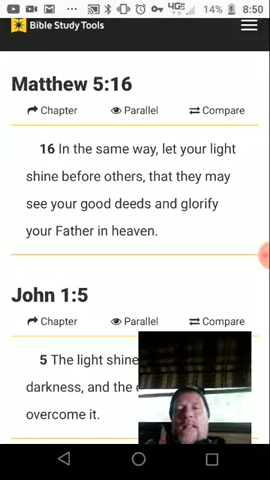 14% 8:50
Bible Study Tools
Matthew 5:16
Chapter Parallel Compare
16 In the same way, let your light
shine before others, that they may
see your good deeds and glorify
your Father in heaven.
John 1:5
Chapter Parallel Compare
5 The light
darkness, and the
overcome it.